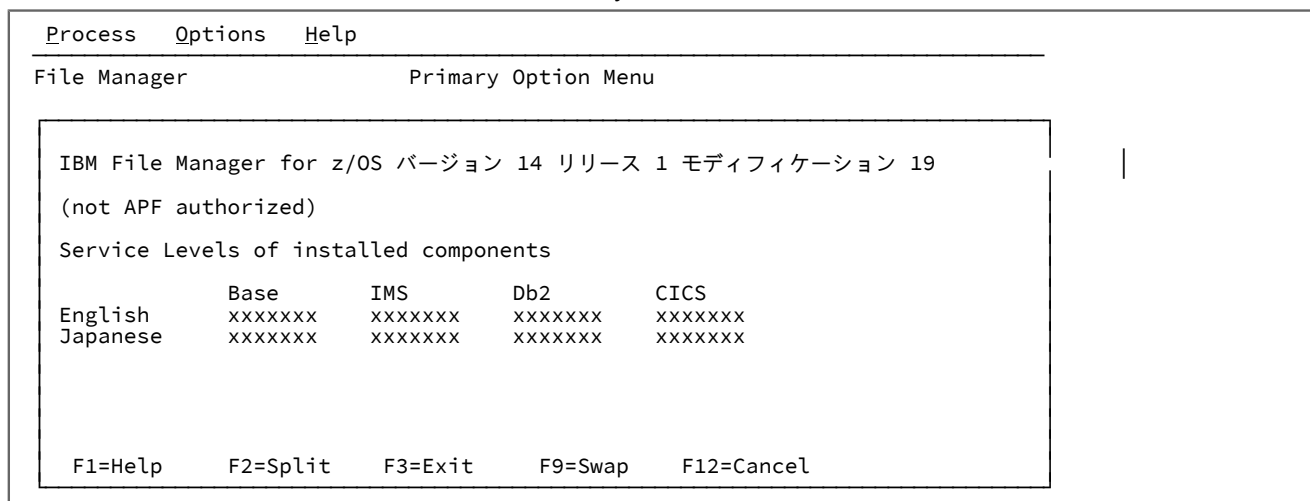 Process Options Help
File Manager Primary Option Menu
IBM File Manager for z/OS バージョン 14 リリース 1 モディフィケーション 19
(not APF authorized)
Service Levels of installed components
Base IMS Db2 CICS
English xxxxxxx xxxxxxx xxxxxxx xxxxxxx
Japanese xxxxxxx xxxxxxx xxxxxxx xxxxxxx
F1=Help F2=Split F3=Exit F9=Swap F12=Cancel